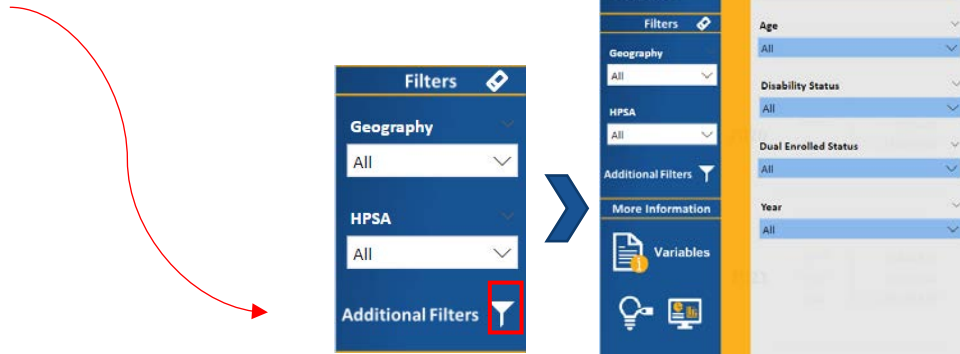 Filters
Geography
All
HPSA
All
Additional Filters
Filters
Geography
All
HPSA
All
Additional Filters
More Information
Variables
Age
All
Disability Status
All
Dual Enrolled Status
All
Year
All